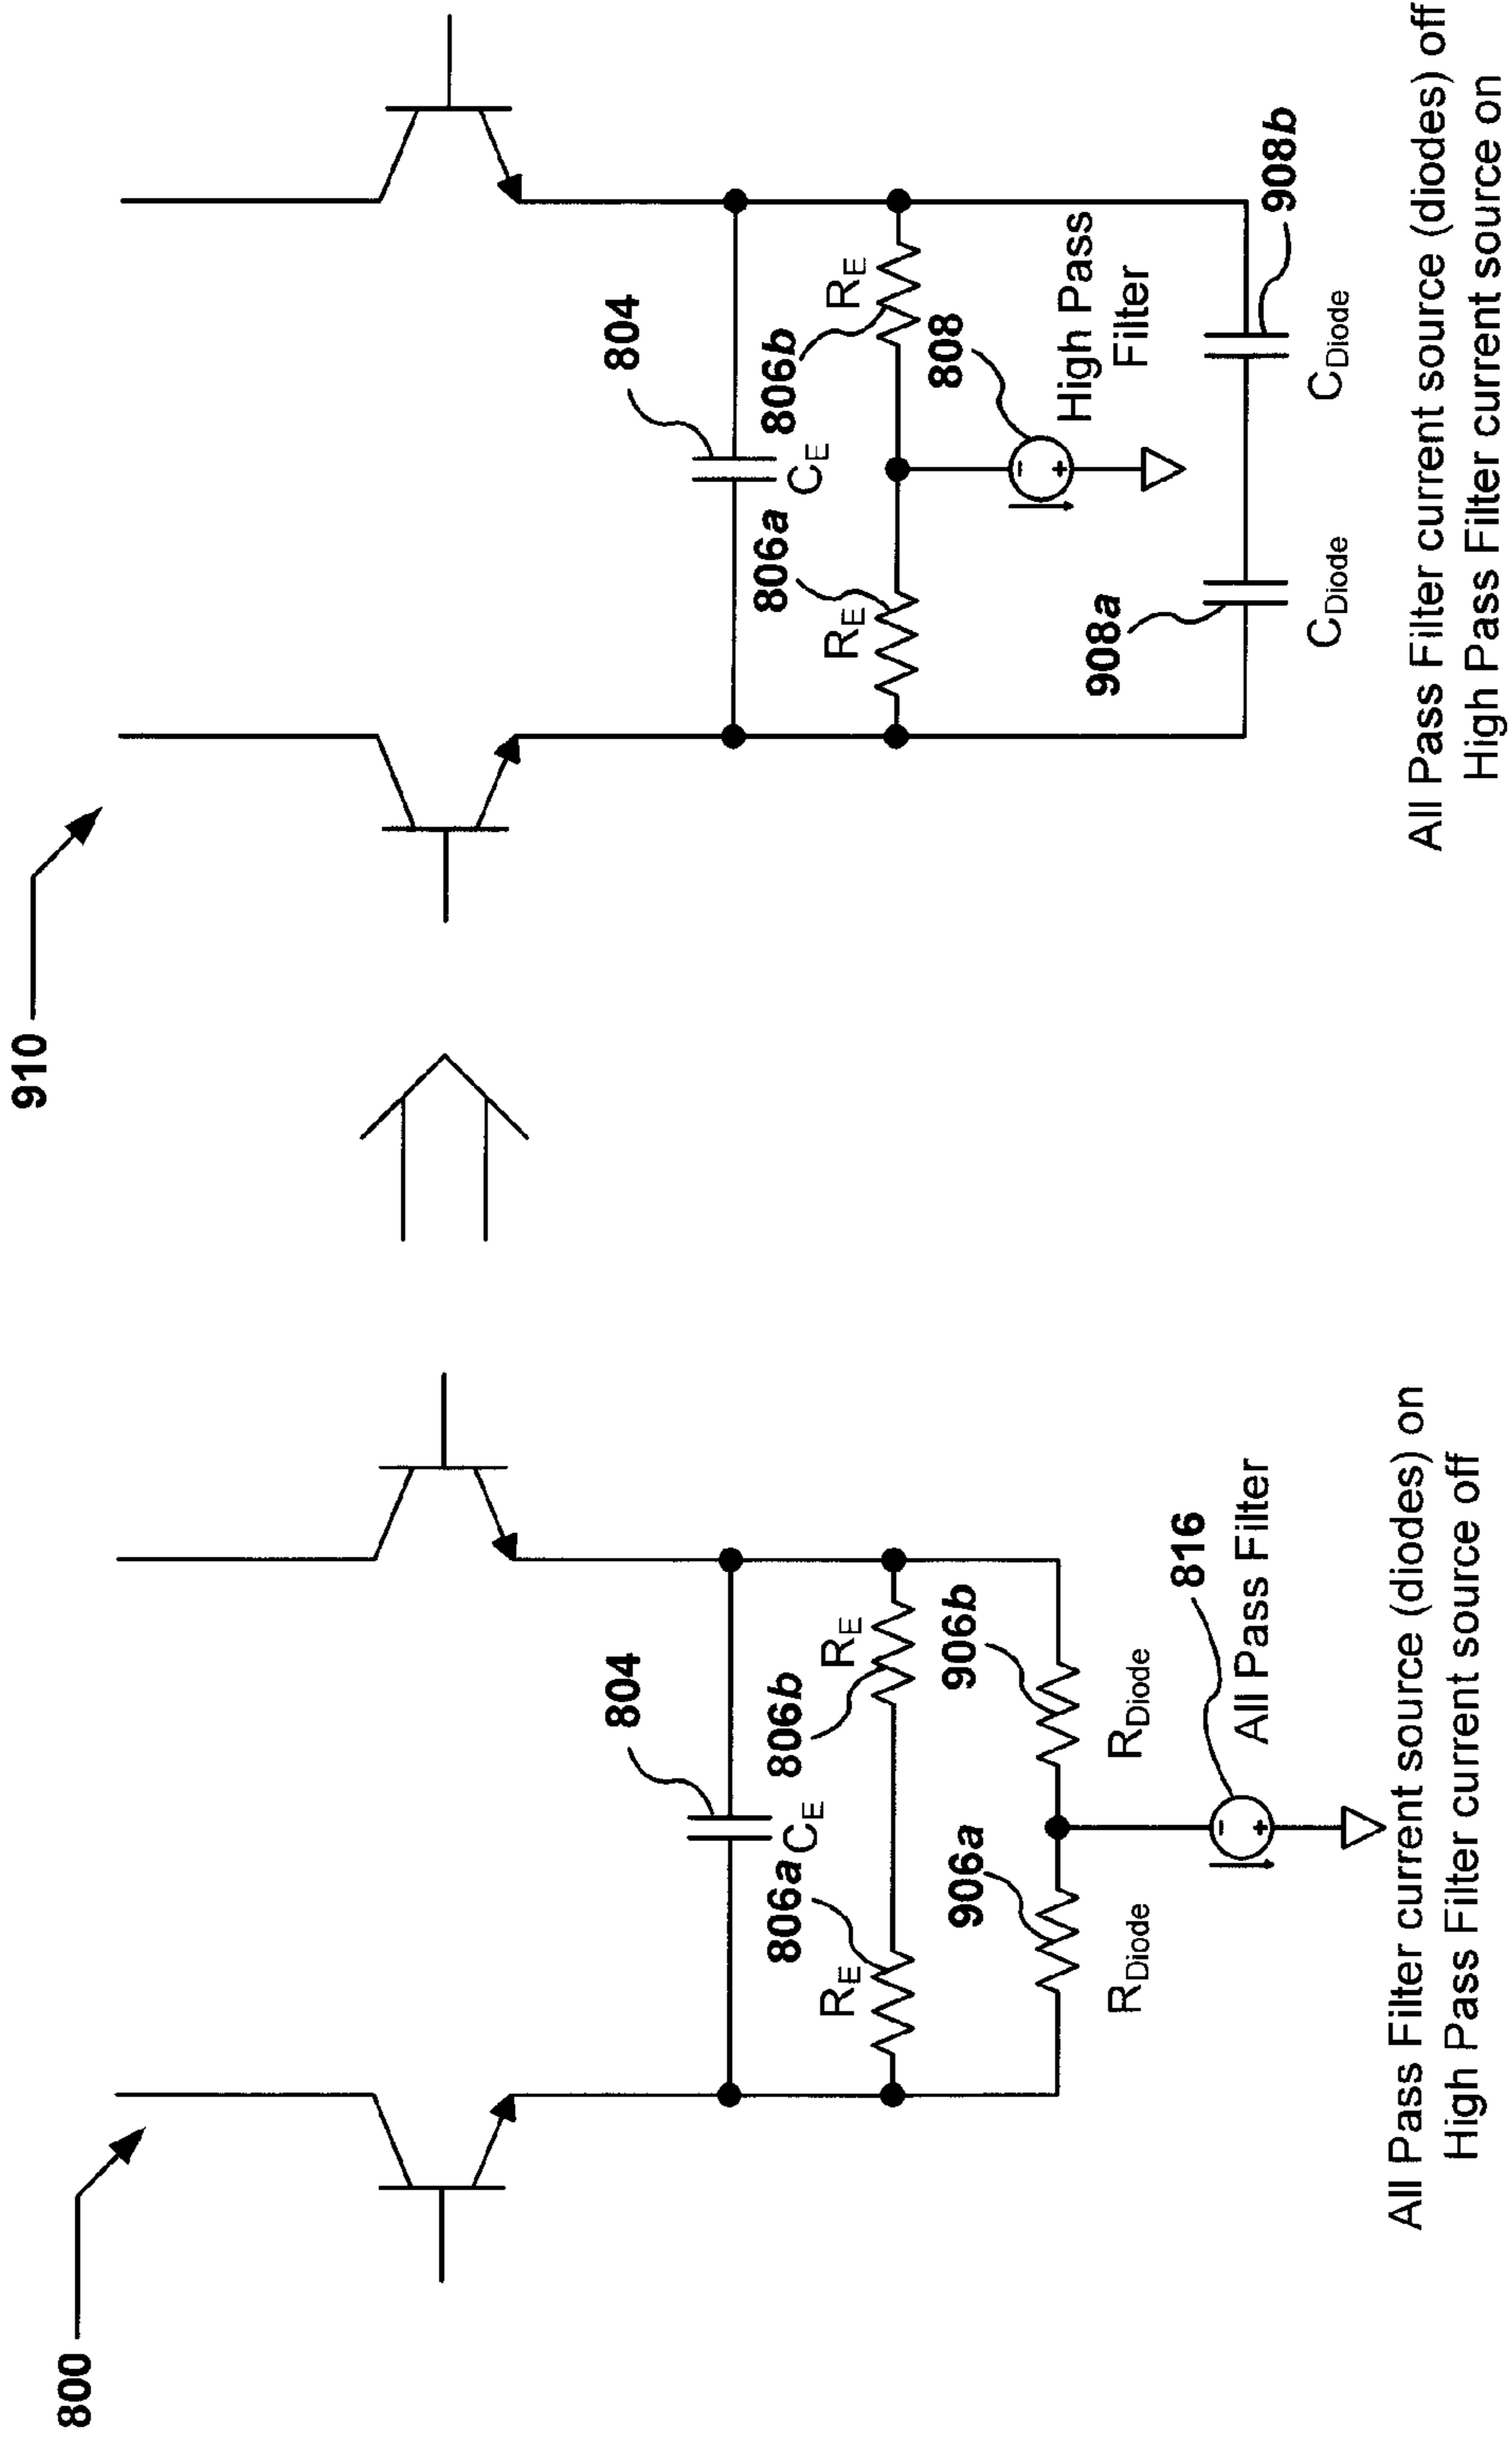 800
804
C_E
806a
806b
R_E
R_E
906a
906b
R_Diode
R_Diode
816
All Pass Filter
All Pass Filter current source (diodes) on
High Pass Filter current source off
910
804
C_E
806a
806b
R_E
R_E
808
High Pass
Filter
908a
908b
C_Diode
C_Diode
All Pass Filter current source (diodes) off
High Pass Filter current source on